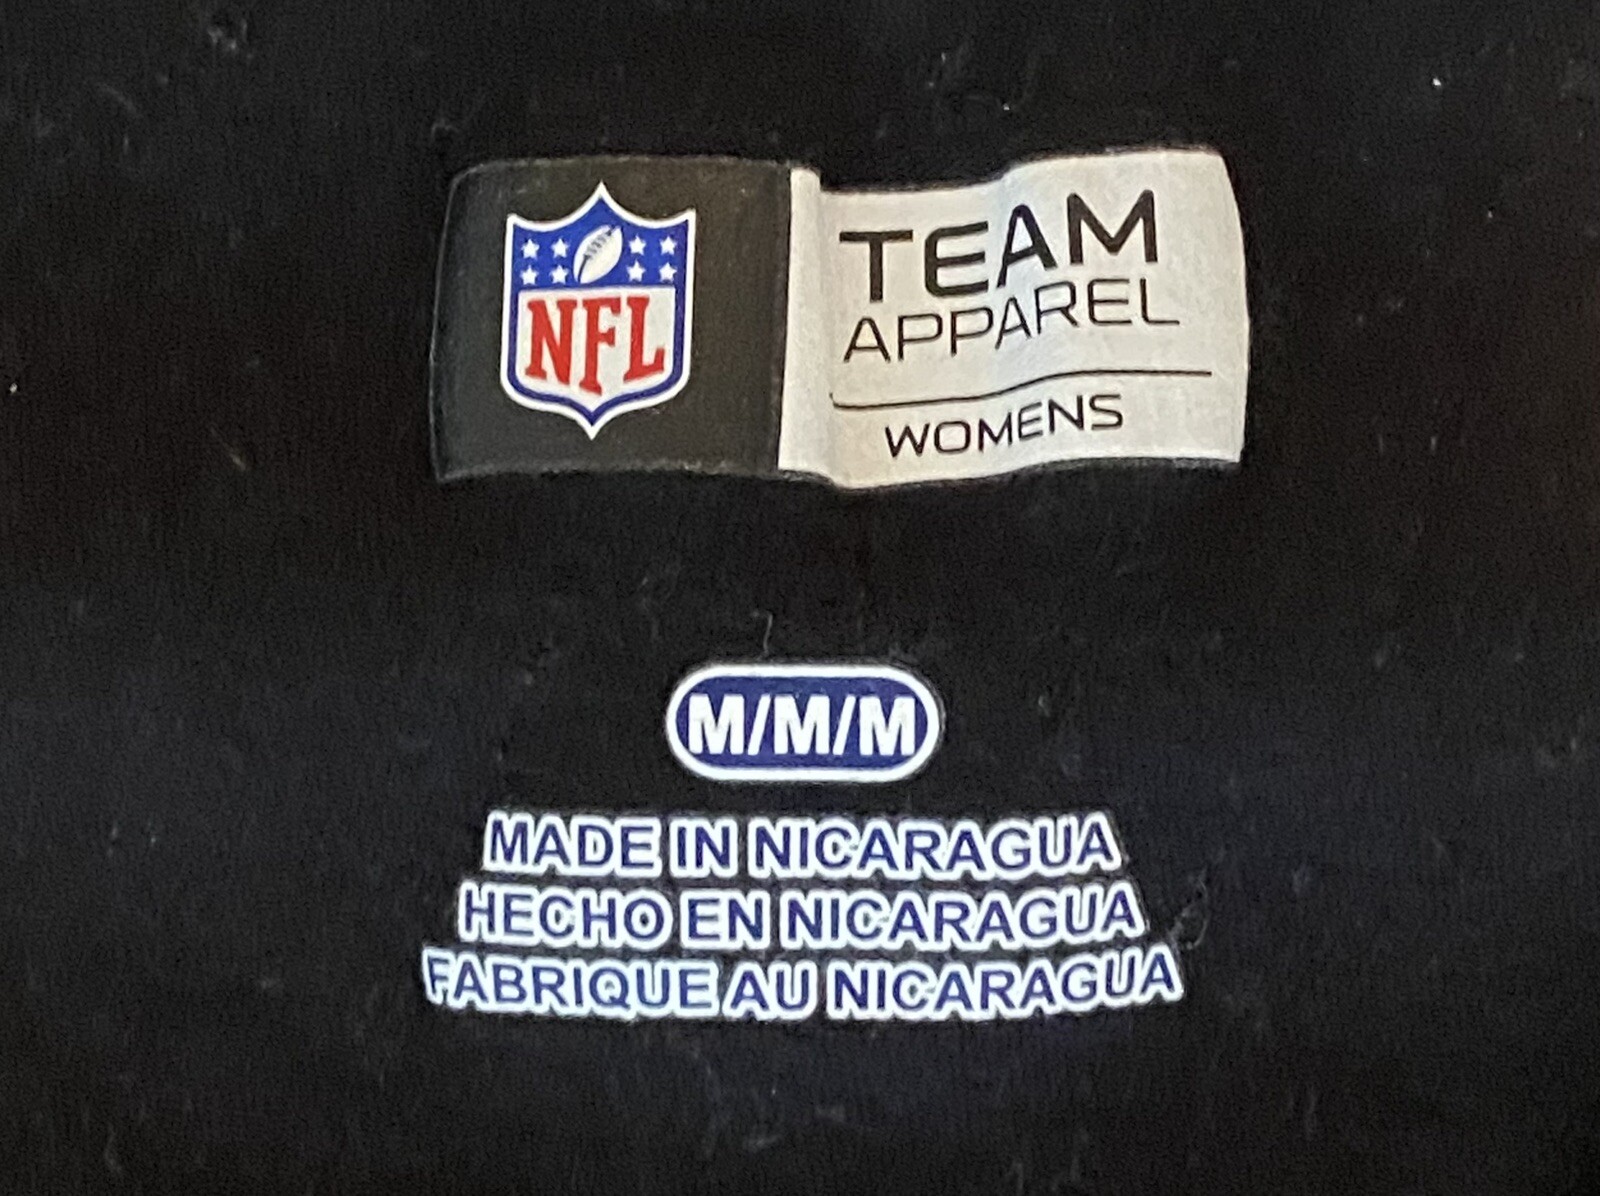 NFL
TEAM
APPAREL
WOMENS
M/M/M
MADE IN NICARAGUA
HECHO EN NICARAGUA
FABRIQUE AU NICARAGUA